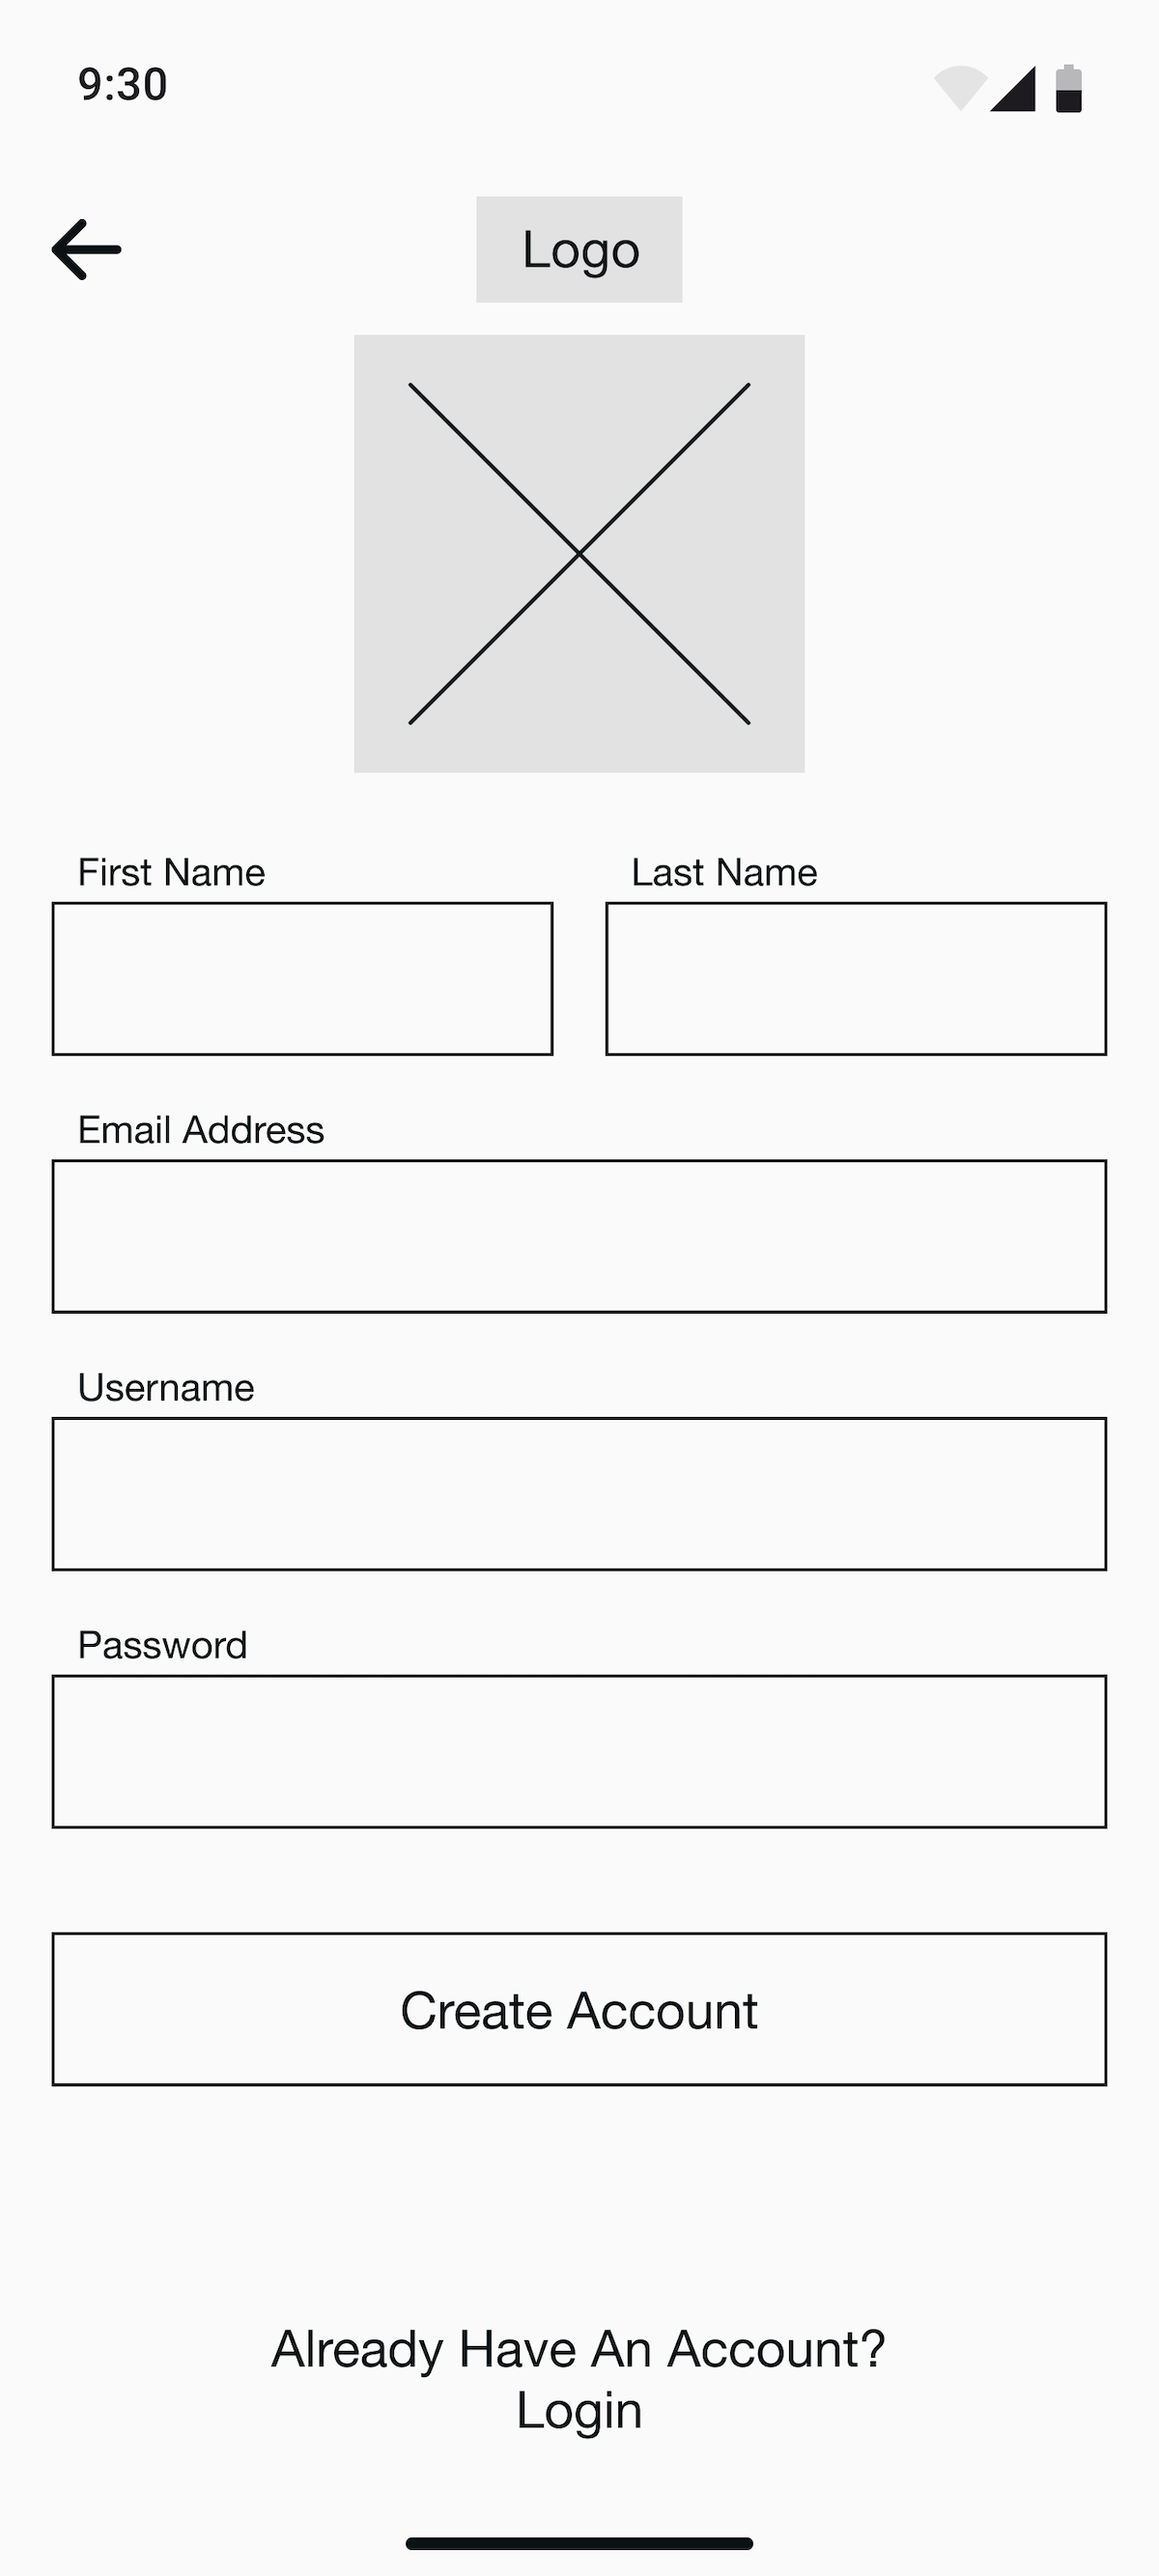 9:30
Logo
First Name
Last Name
Email Address
Username
Password
Create Account
Already Have An Account?
Login